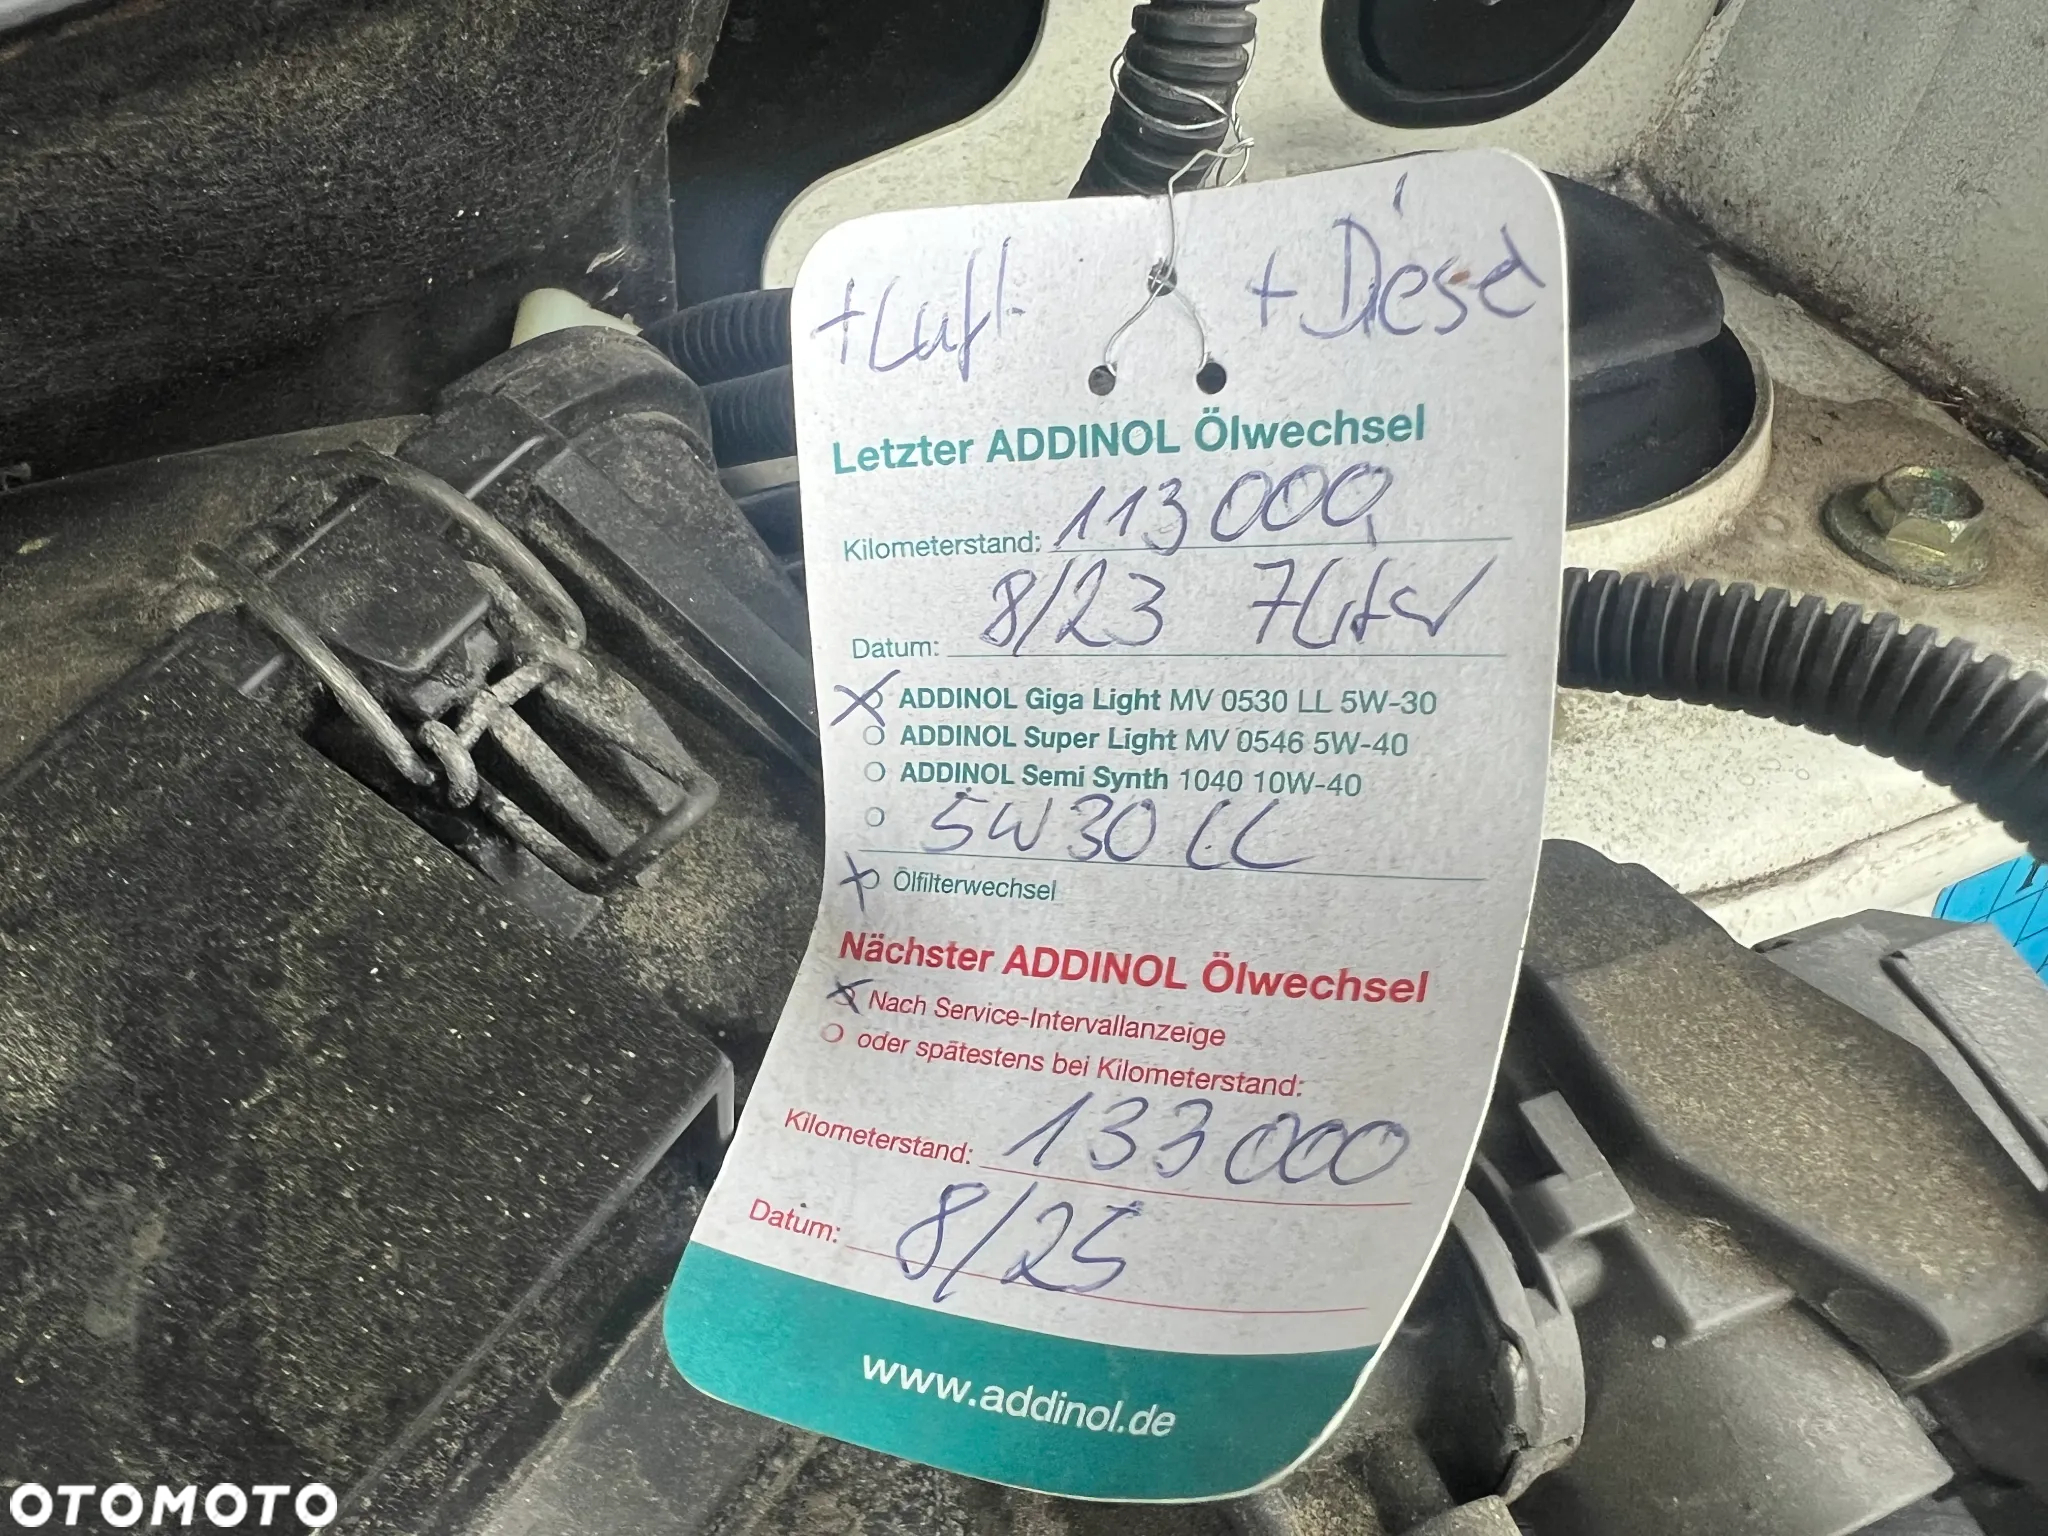 + Luft + Diesel
Letzter ADDINOL Ölwechsel
Kilometerstand: 113000,
Datum: 8/23 7Liter
ADDINOL Giga Light MV 0530 LL 5W-30
ADDINOL Super Light MV 0546 5W-40
ADDINOL Semi Synth 1040 10W-40
5W30 LL
Ölfilterwechsel
Nächster ADDINOL Ölwechsel
Nach Service-Intervallanzeige
oder spätestens bei Kilometerstand:
Kilometerstand: 133000
Datum: 8/25
www.addinol.de
OTOMOTO